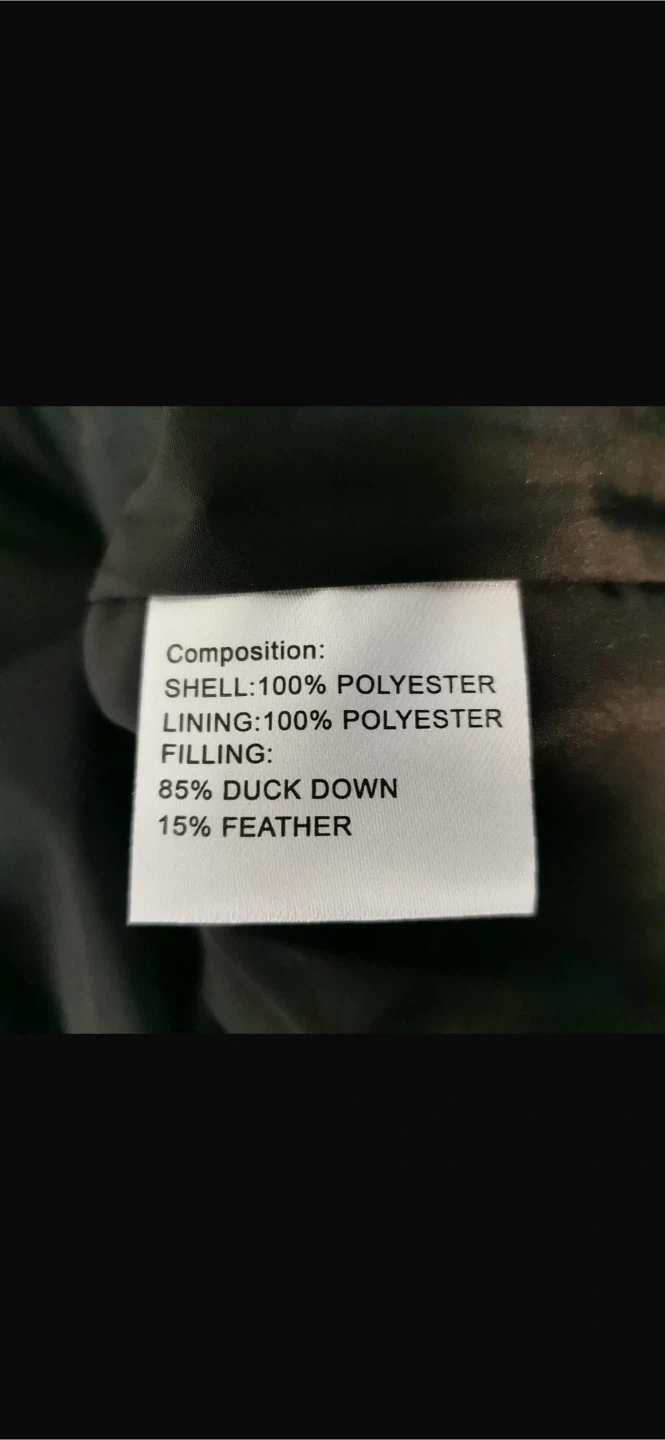 Composition:
SHELL:100% POLYESTER
LINING:100% POLYESTER
FILLING:
85% DUCK DOWN
15% FEATHER